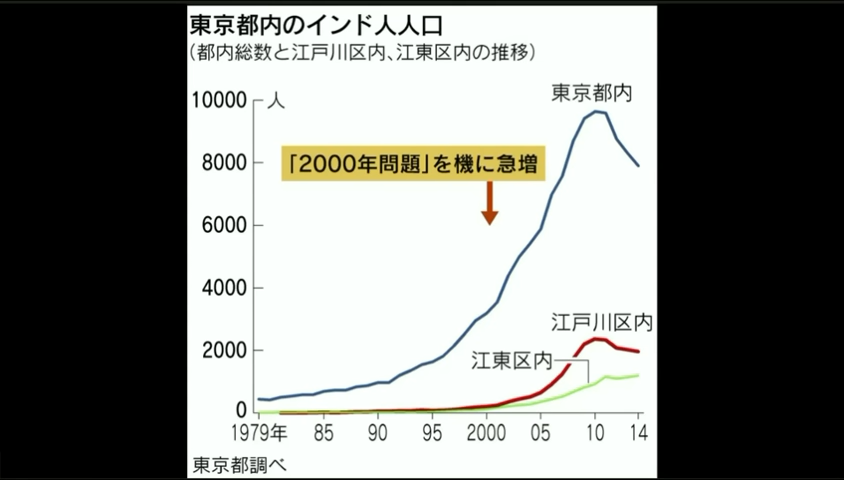 東京都内のインド人人口
(都内総数と江戸川区内、江東区内の推移)
10000 人
東京都内
8000
「2000年問題」を機に急増
6000
4000
江戸川区内
2000
江東区内
0
1979年 85 90 95 2000 05 10 14
東京都調べ